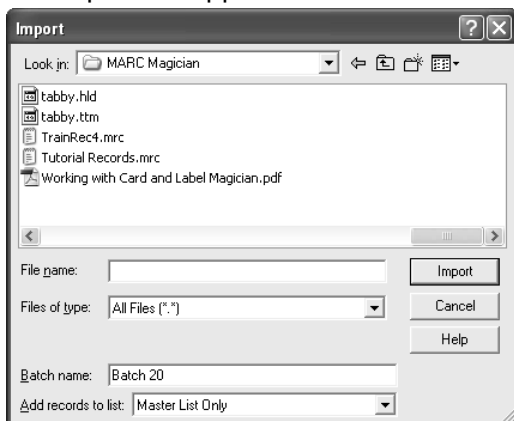 Import
Look in: MARC Magician
tabby.hld
tabby.ttm
TrainRec4.mrc
Tutorial Records.mrc
Working with Card and Label Magician.pdf
File name: Import
Files of type: All Files (*.*) Cancel
Help
Batch name: Batch 20
Add records to list: Master List Only